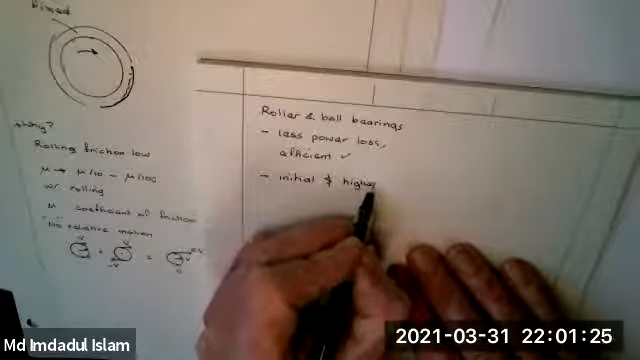 Fixed
Rolling friction low
μ → μ/10 - μ/100
w. rolling
μ coefficient of friction
No relative motion
Roller & ball bearings
- less power loss,
efficient ✓
- initial & higher
Md Imdadul Islam
2021-03-31 22:01:25